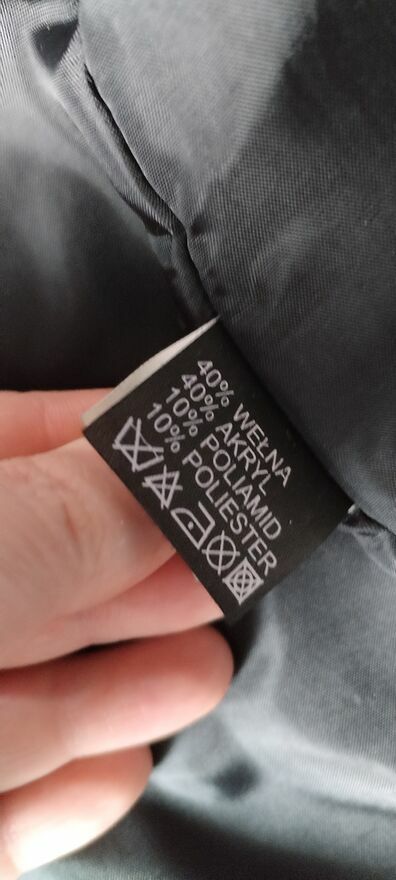 40% WEŁNA
40% AKRYL
10% POLIAMID
10% POLIESTER